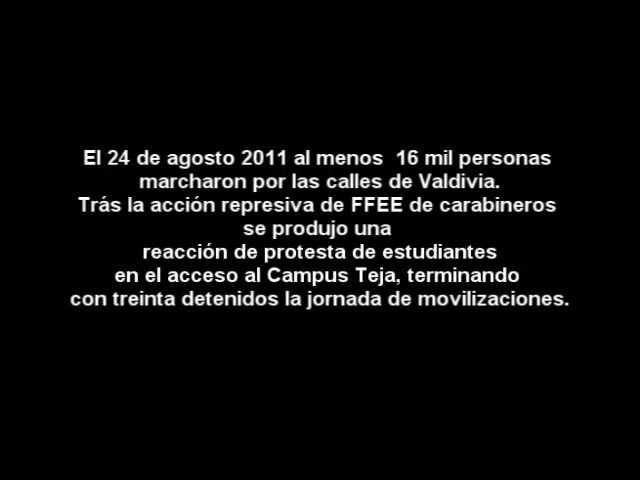 El 24 de agosto 2011 al menos  16 mil personas
marcharon por las calles de Valdivia.
Trás la acción represiva de FFEE de carabineros
se produjo una
reacción de protesta de estudiantes
en el acceso al Campus Teja, terminando
con treinta detenidos la jornada de movilizaciones.